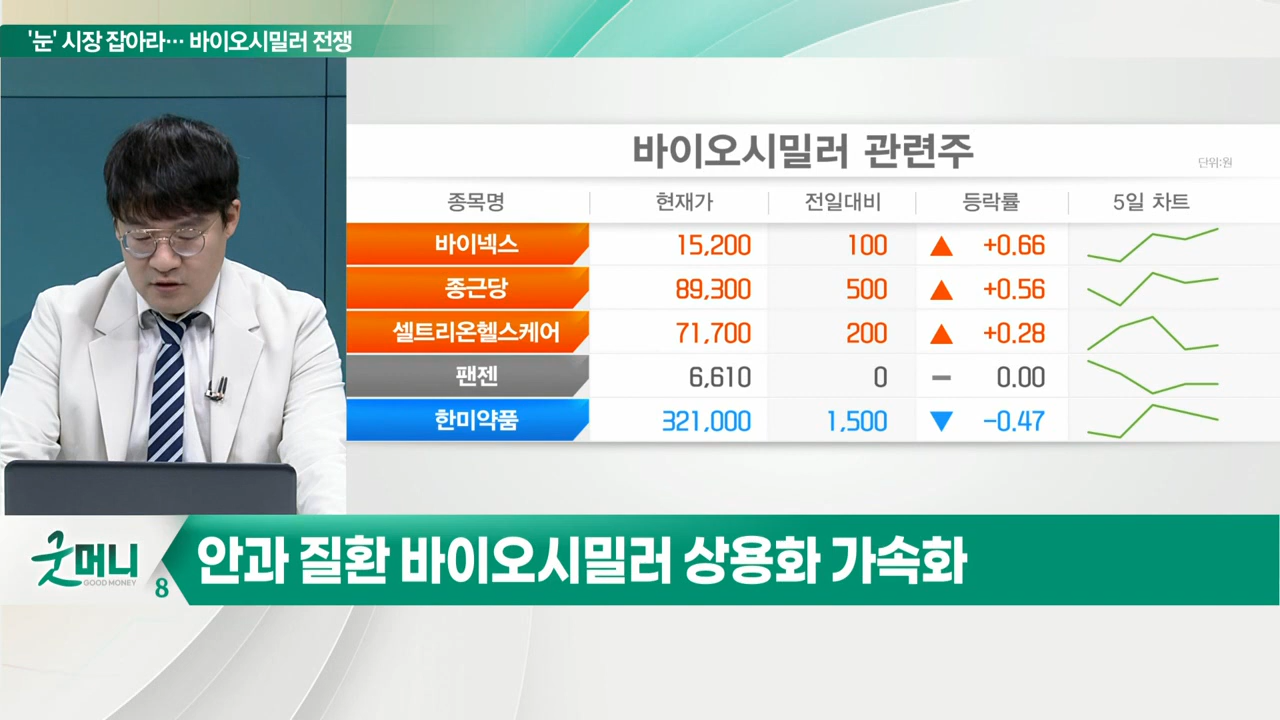 '눈' 시장 잡아라… 바이오시밀러 전쟁
바이오시밀러 관련주
단위:원
종목명 현재가 전일대비 등락률 5일 차트
바이넥스 15,200 100 ▲ +0.66
종근당 89,300 500 ▲ +0.56
셀트리온헬스케어 71,700 200 ▲ +0.28
팬젠 6,610 0 - 0.00
한미약품 321,000 1,500 ▼ -0.47
굿머니
GOOD MONEY
8
안과 질환 바이오시밀러 상용화 가속화